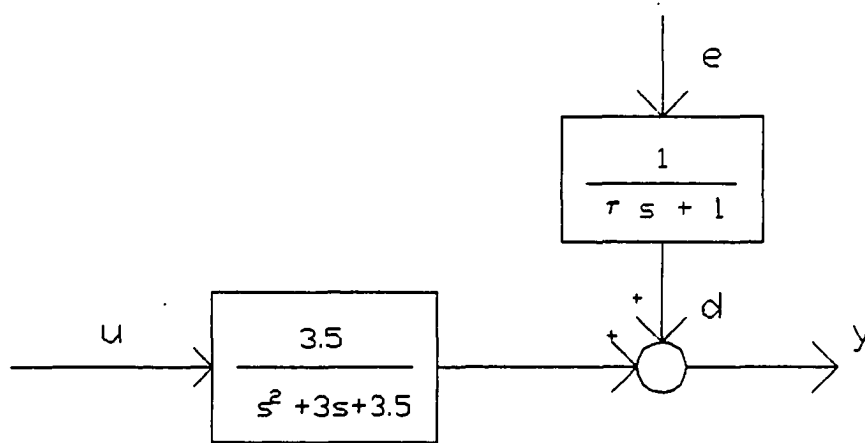 e
1
τ s + 1
+
d
u
3.5
s² +3s+3.5
+
y